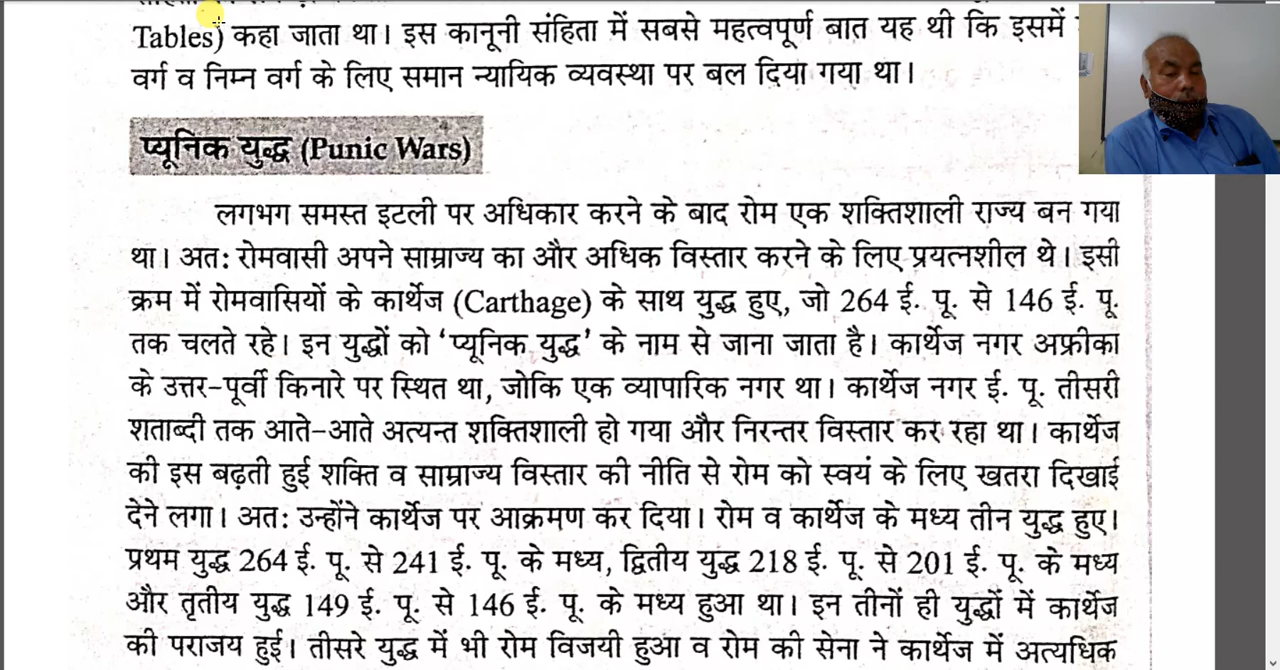 Tables) कहा जाता था। इस कानूनी संहिता में सबसे महत्वपूर्ण बात यह थी कि इसमें
वर्ग व निम्न वर्ग के लिए समान न्यायिक व्यवस्था पर बल दिया गया था।
प्यूनिक युद्ध (Punic Wars)
लगभग समस्त इटली पर अधिकार करने के बाद रोम एक शक्तिशाली राज्य बन गया
था। अत: रोमवासी अपने साम्राज्य का और अधिक विस्तार करने के लिए प्रयत्नशील थे। इसी
क्रम में रोमवासियों के कार्थेज (Carthage) के साथ युद्ध हुए, जो 264 ई. पू. से 146 ई. पू.
तक चलते रहे। इन युद्धों को ‘प्यूनिक युद्ध’ के नाम से जाना जाता है। कार्थेज नगर अफ्रीका
के उत्तर-पूर्वी किनारे पर स्थित था, जोकि एक व्यापारिक नगर था। कार्थेज नगर ई. पू. तीसरी
शताब्दी तक आते-आते अत्यन्त शक्तिशाली हो गया और निरन्तर विस्तार कर रहा था। कार्थेज
की इस बढ़ती हुई शक्ति व साम्राज्य विस्तार की नीति से रोम को स्वयं के लिए खतरा दिखाई
देने लगा। अत: उन्होंने कार्थेज पर आक्रमण कर दिया। रोम व कार्थेज के मध्य तीन युद्ध हुए।
प्रथम युद्ध 264 ई. पू. से 241 ई. पू. के मध्य, द्वितीय युद्ध 218 ई. पू. से 201 ई. पू. के मध्य
और तृतीय युद्ध 149 ई. पू. से 146 ई. पू. के मध्य हुआ था। इन तीनों ही युद्धों में कार्थेज
की पराजय हुई। तीसरे युद्ध में भी रोम विजयी हुआ व रोम की सेना ने कार्थेज में अत्यधिक